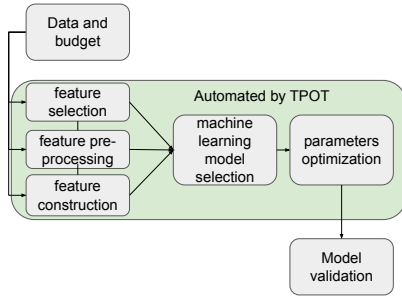 Data and
budget
Automated by TPOT
feature
selection
feature pre-
processing
feature
construction
machine
learning
model
selection
parameters
optimization
Model
validation